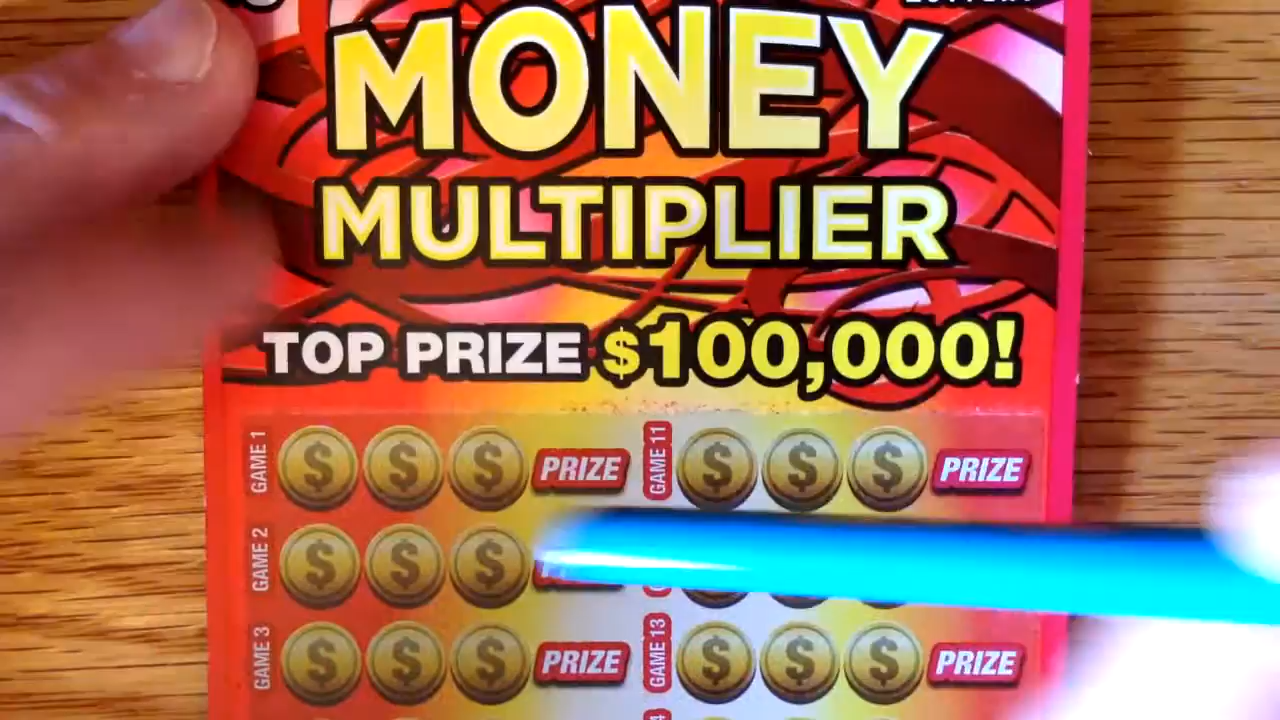 MONEY
MULTIPLIER
TOP PRIZE $100,000!
GAME 1 $ $ $ PRIZE GAME 11 $ $ $ PRIZE
GAME 2 $ $ $
GAME 3 $ $ $ PRIZE GAME 13 $ $ $ PRIZE